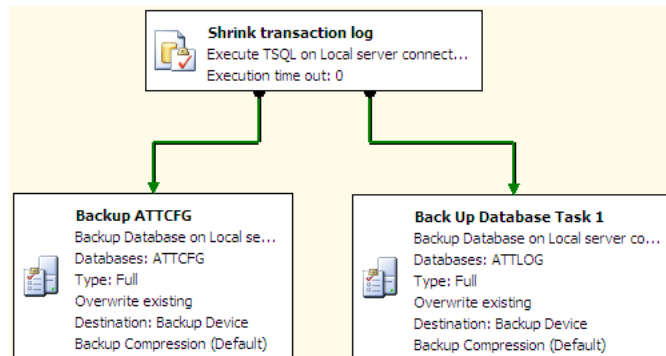 Shrink transaction log
Execute TSQL on Local server connect...
Execution time out: 0
Backup ATTCFG
Backup Database on Local se...
Databases: ATTCFG
Type: Full
Overwrite existing
Destination: Backup Device
Backup Compression (Default)
Back Up Database Task 1
Backup Database on Local server co...
Databases: ATTLOG
Type: Full
Overwrite existing
Destination: Backup Device
Backup Compression (Default)